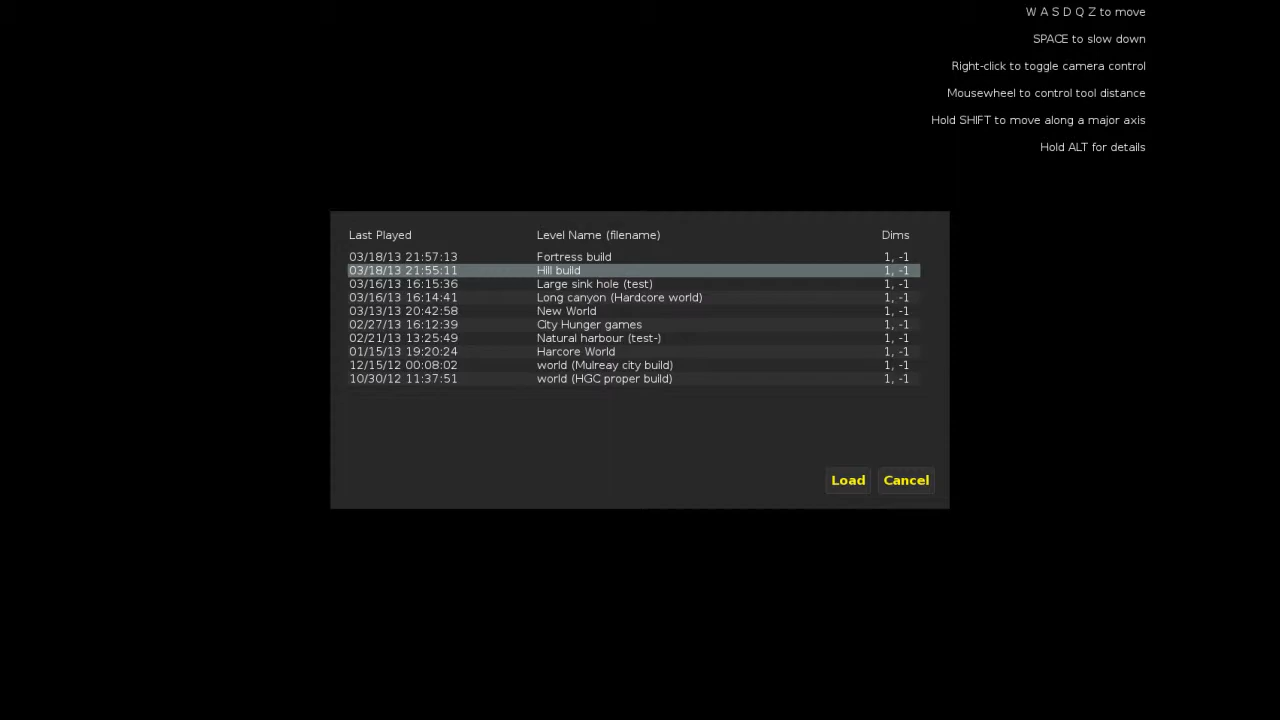 W A S D Q Z to move
SPACE to slow down
Right-click to toggle camera control
Mousewheel to control tool distance
Hold SHIFT to move along a major axis
Hold ALT for details
Last Played Level Name (filename) Dims
03/18/13 21:57:13 Fortress build 1, -1
03/18/13 21:55:11 Hill build 1, -1
03/16/13 16:15:36 Large sink hole (test) 1, -1
03/16/13 16:14:41 Long canyon (Hardcore world) 1, -1
03/13/13 20:42:58 New World 1, -1
02/27/13 16:12:39 City Hunger games 1, -1
02/21/13 13:25:49 Natural harbour (test-) 1, -1
01/15/13 19:20:24 Harcore World 1, -1
12/15/12 00:08:02 world (Mulreay city build) 1, -1
10/30/12 11:37:51 world (HGC proper build) 1, -1
Load Cancel